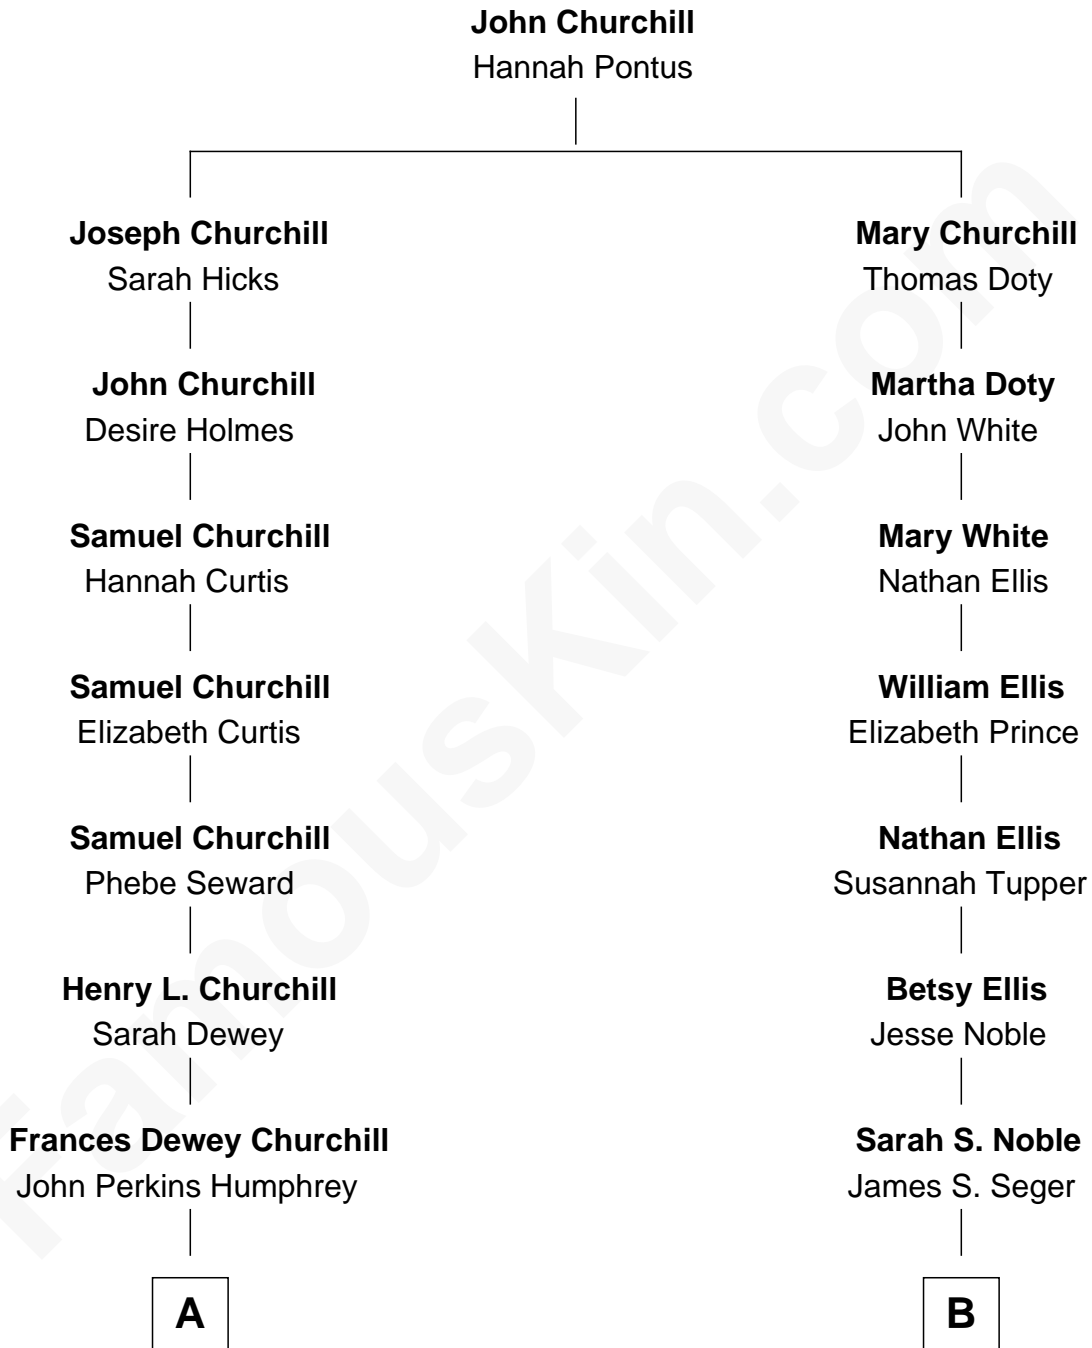 John Churchill
Hannah Pontus
Joseph Churchill
Sarah Hicks
Mary Churchill
Thomas Doty
John Churchill
Desire Holmes
Martha Doty
John White
Samuel Churchill
Hannah Curtis
Mary White
Nathan Ellis
Samuel Churchill
Elizabeth Curtis
William Ellis
Elizabeth Prince
Samuel Churchill
Phebe Seward
Nathan Ellis
Susannah Tupper
Henry L. Churchill
Sarah Dewey
Betsy Ellis
Jesse Noble
Frances Dewey Churchill
John Perkins Humphrey
Sarah S. Noble
James S. Seger
A
B
FamousKin.com